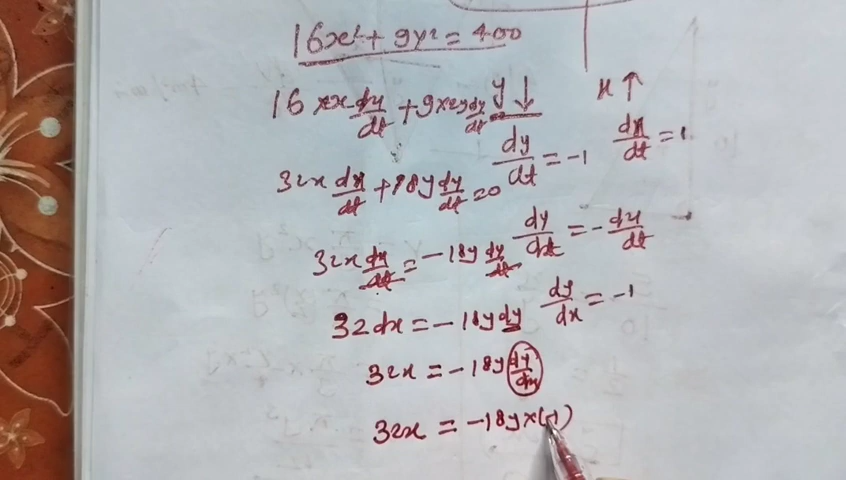 16x² + 9y² = 400
16 × x dx/dt + 9×2y dy/dt = y ↓ x ↑
32x dx/dt + 18y dy/dt = 0 dy/dt = -1 dx/dt = 1
32x dx/dt = -18y dy/dt dy/dt = - dx/dt
32 dx = -18y dy dy/dx = -1
32x = -18y dy/dx
32x = -18y × (-1)